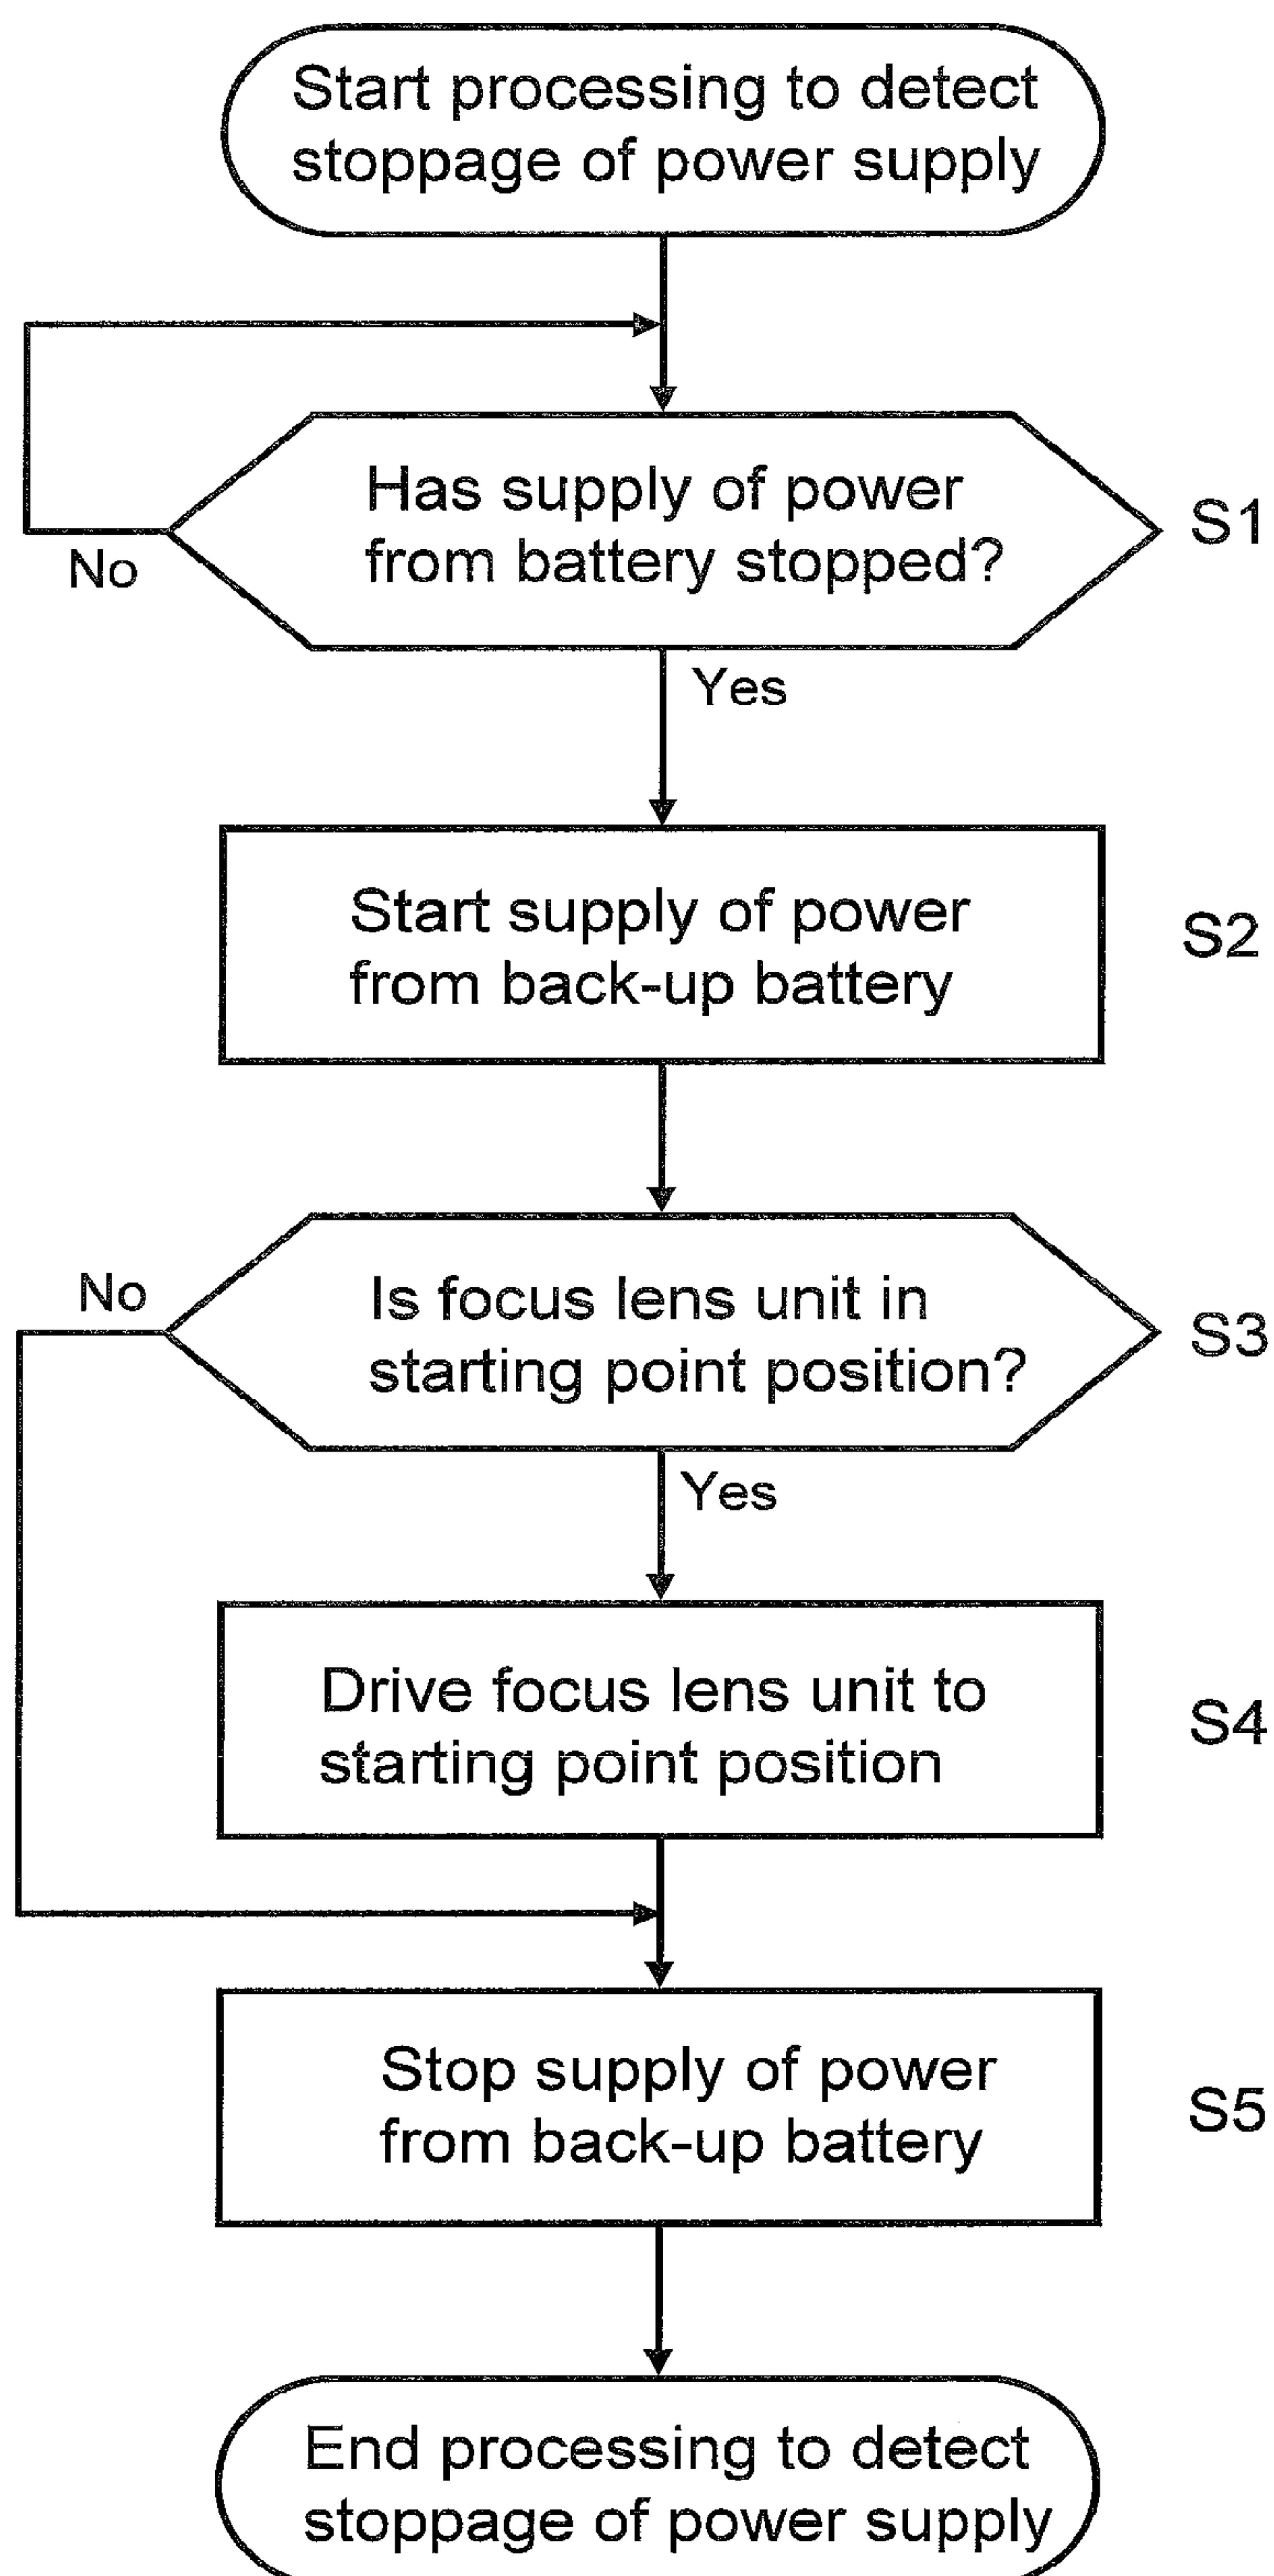 Start processing to detect
stoppage of power supply
Has supply of power
from battery stopped?
S1
No
Yes
Start supply of power
from back-up battery
S2
No
Is focus lens unit in
starting point position?
S3
Yes
Drive focus lens unit to
starting point position
S4
Stop supply of power
from back-up battery
S5
End processing to detect
stoppage of power supply